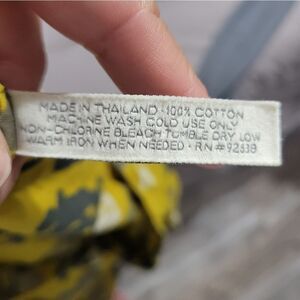 MADE IN THAILAND · 100% COTTON
MACHINE WASH COLD USE ONLY
NON-CHLORINE BLEACH TUMBLE DRY LOW
WARM IRON WHEN NEEDED · RN #